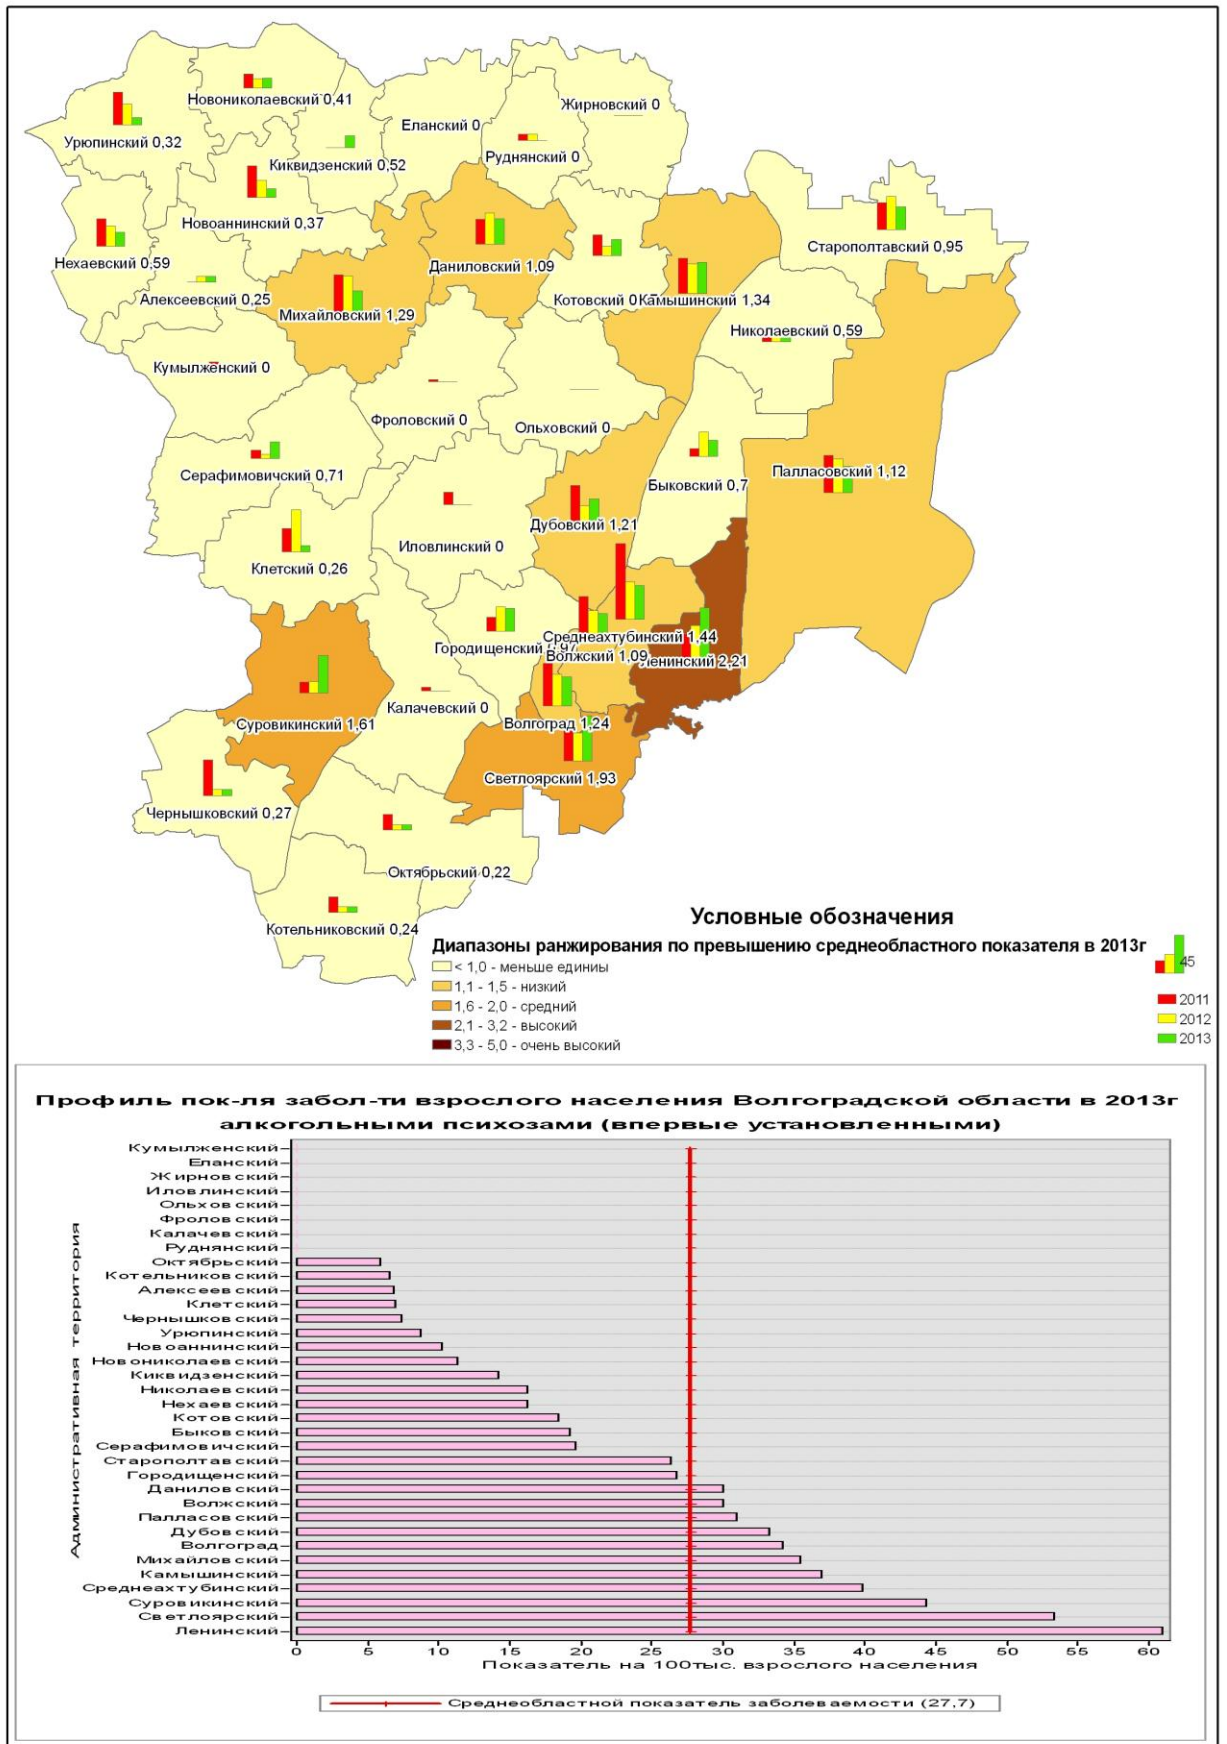 Новониколаевский 0,41
Жирновский 0
Еланский 0
Урюпинский 0,32
Руднянский 0
Киквидзенский 0,52
Новоаннинский 0,37
Старополтавский 0,95
Нехаевский 0,59
Даниловский 1,09
Алексеевский 0,25
Котовский
Камышинский 1,34
Михайловский 1,29
Николаевский 0,59
Кумылженский 0
Фроловский 0
Ольховский 0
Серафимовичский 0,71
Палласовский 1,12
Быковский 0,7
Дубовский 1,21
Иловлинский 0
Клетский 0,26
Среднеахтубинский 1,44
Городищенский 0,97
Волжский 1,09
Ленинский 2,21
Калачевский 0
Суровикинский 1,61
Волгоград 1,24
Светлоярский 1,93
Чернышковский 0,27
Октябрьский 0,22
Котельниковский 0,24
Условные обозначения
Диапазоны ранжирования по превышению среднеобластного показателя в 2013г
< 1,0 - меньше единиы
1,1 - 1,5 - низкий
1,6 - 2,0 - средний
2,1 - 3,2 - высокий
3,3 - 5,0 - очень высокий
45
2011
2012
2013
Профиль пок-ля забол-ти взрослого населения Волгоградской области в 2013г
алкогольными психозами (впервые установленными)
Административная территория
Кумылженский
Еланский
Жирновский
Иловлинский
Ольховский
Фроловский
Калачевский
Руднянский
Октябрьский
Котельниковский
Алексеевский
Клетский
Чернышковский
Урюпинский
Новоаннинский
Новониколаевский
Киквидзенский
Николаевский
Нехаевский
Котовский
Быковский
Серафимовичский
Старополтавский
Городищенский
Даниловский
Волжский
Палласовский
Дубовский
Волгоград
Михайловский
Камышинский
Среднеахтубинский
Суровикинский
Светлоярский
Ленинский
0 5 10 15 20 25 30 35 40 45 50 55 60
Показатель на 100тыс. взрослого населения
Среднеобластной показатель заболеваемости (27,7)